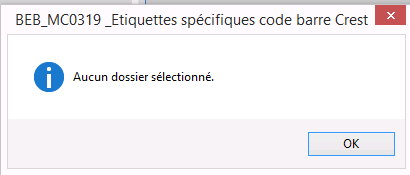 BEB_MC0319 _Etiquettes spécifiques code barre Crest
Aucun dossier sélectionné.
OK